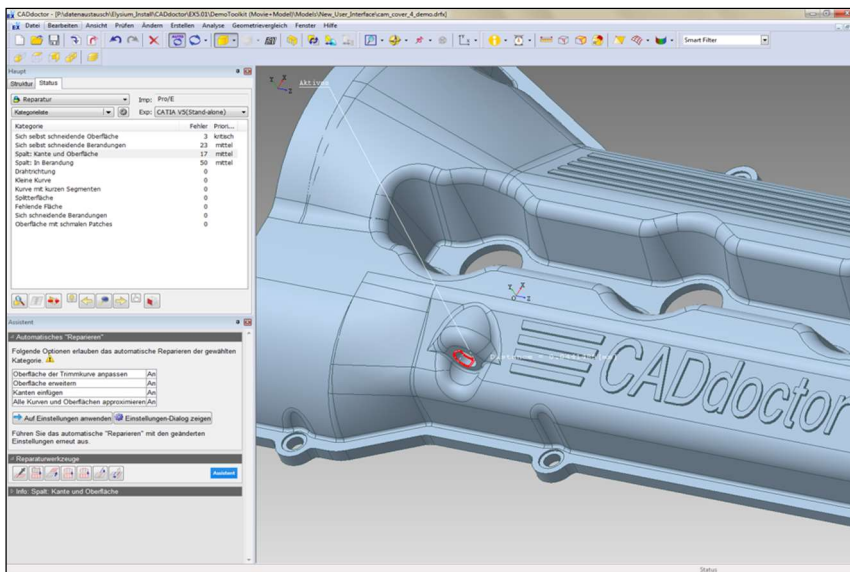 CADdoctor - [P:\datenaustausch\Elysium_Install\CADdoctor\EX5.01\DemoToolkit (Movie+Model)\Models\New_User_Interface\cam_cover_4_demo.drfx]
Datei Bearbeiten Ansicht Prüfen Ändern Erstellen Analyse Geometrievergleich Fenster Hilfe
Smart Filter
Haupt
Struktur Status
Reparatur Imp: Pro/E
Kategorieliste Exp: CATIA V5(Stand-alone)
Kategorie Fehler Priori...
Sich selbst schneidende Oberfläche 3 kritisch
Sich selbst schneidende Berandungen 23 mittel
Spalt: Kante und Oberfläche 17 mittel
Spalt: In Berandung 50 mittel
Drahtrichtung 0
Kleine Kurve 0
Kurve mit kurzen Segmenten 0
Splitterfläche 0
Fehlende Fläche 0
Sich schneidende Berandungen 0
Oberfläche mit schmalen Patches 0
Assistent
Automatisches "Reparieren"
Folgende Optionen erlauben das automatische Reparieren der gewählten
Kategorie.
Oberfläche der Trimmkurve anpassen An
Oberfläche erweitern An
Kanten einfügen An
Alle Kurven und Oberflächen approximieren An
Auf Einstellungen anwenden Einstellungen-Dialog zeigen
Führen Sie das automatische "Reparieren" mit den geänderten
Einstellungen erneut aus.
Reparaturwerkzeuge
Assistent
Info: Spalt: Kante und Oberfläche
Y X Z
Aktives
Y X Z
CADdoctor
Status